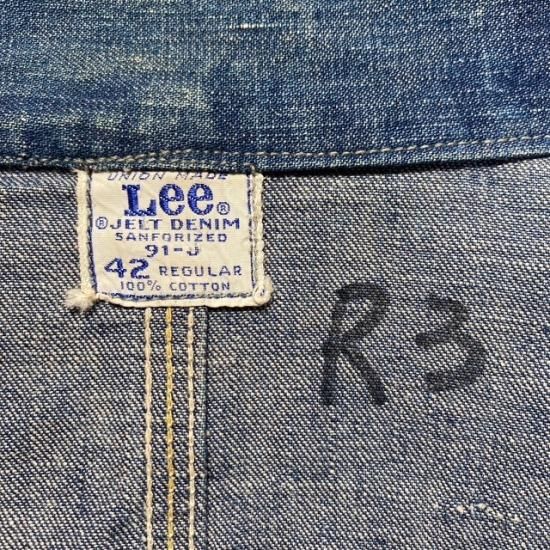 UNION MADE
Lee®
®JELT DENIM
SANFORIZED
91-J
42 REGULAR
100% COTTON
R3